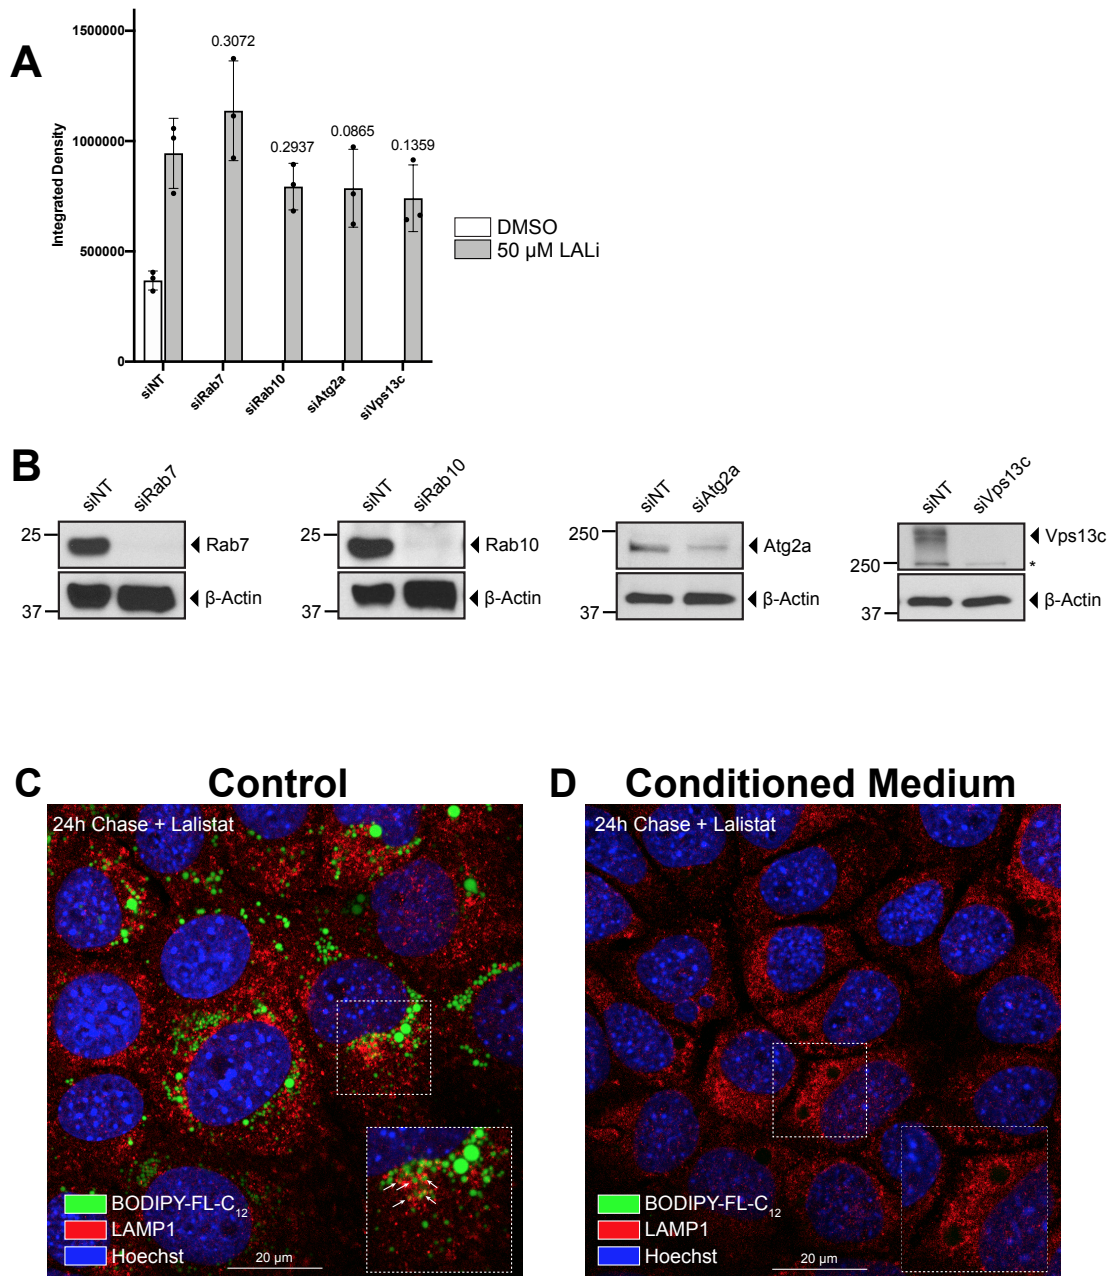 A
Integrated Density
1500000
1000000
500000
0
0.3072
0.2937
0.0865
0.1359
siNT
siRab7
siRab10
siAtg2a
siVps13c
DMSO
50 µM LALi
B
siNT siRab7
25
Rab7
37
β-Actin
siNT siRab10
25
Rab10
37
β-Actin
siNT siAtg2a
250
Atg2a
37
β-Actin
siNT siVps13c
Vps13c
250
*
37
β-Actin
C Control
24h Chase + Lalistat
BODIPY-FL-C₁₂
LAMP1
Hoechst
20 µm
D Conditioned Medium
24h Chase + Lalistat
BODIPY-FL-C₁₂
LAMP1
Hoechst
20 µm